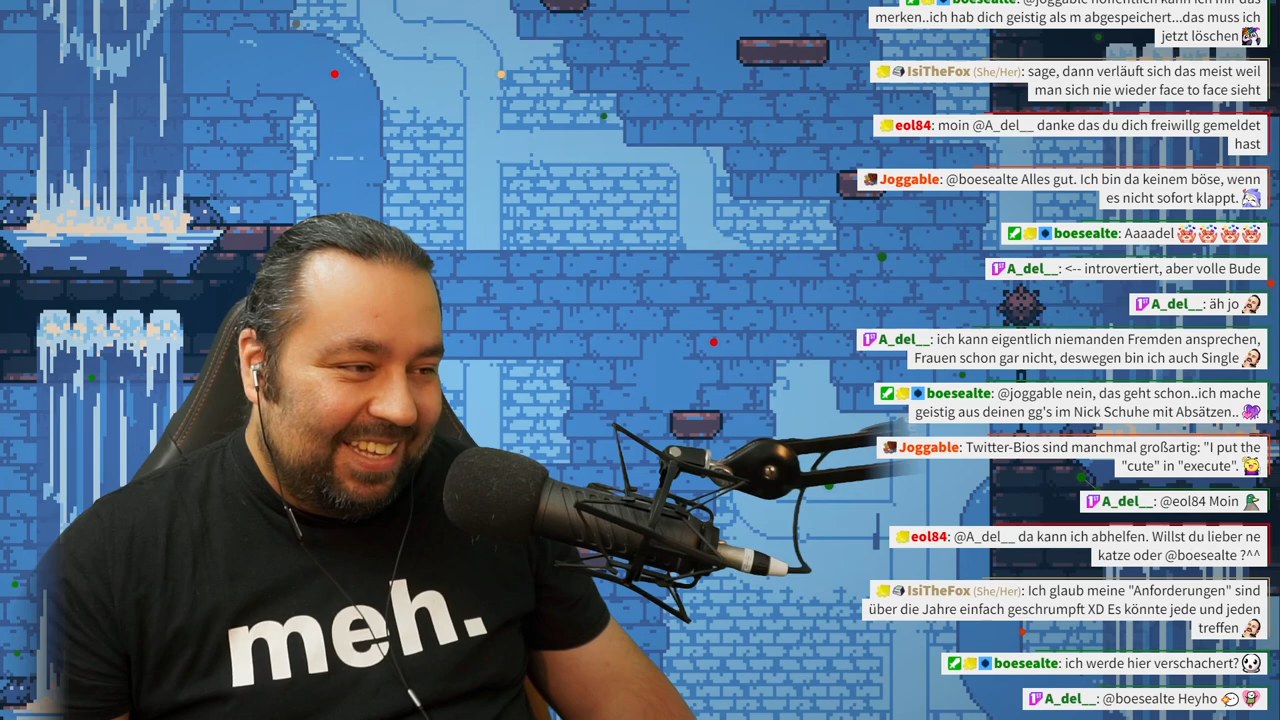 boesealte: @joggable hoffentlich kann ich mir das
merken..ich hab dich geistig als m abgespeichert...das muss ich
jetzt löschen
IsiTheFox (She/Her): sage, dann verläuft sich das meist weil
man sich nie wieder face to face sieht
eol84: moin @A_del__ danke das du dich freiwillg gemeldet
hast
Joggable: @boesealte Alles gut. Ich bin da keinem böse, wenn
es nicht sofort klappt.
boesealte: Aaaadel
A_del__: <-- introvertiert, aber volle Bude
A_del__: äh jo
A_del__: ich kann eigentlich niemanden Fremden ansprechen,
Frauen schon gar nicht, deswegen bin ich auch Single
boesealte: @joggable nein, das geht schon..ich mache
geistig aus deinen gg's im Nick Schuhe mit Absätzen..
Joggable: Twitter-Bios sind manchmal großartig: "I put the
"cute" in "execute".
A_del__: @eol84 Moin
eol84: @A_del__ da kann ich abhelfen. Willst du lieber ne
katze oder @boesealte ?^^
IsiTheFox (She/Her): Ich glaub meine "Anforderungen" sind
über die Jahre einfach geschrumpft XD Es könnte jede und jeden
treffen
boesealte: ich werde hier verschachert?
A_del__: @boesealte Heyho
meh.